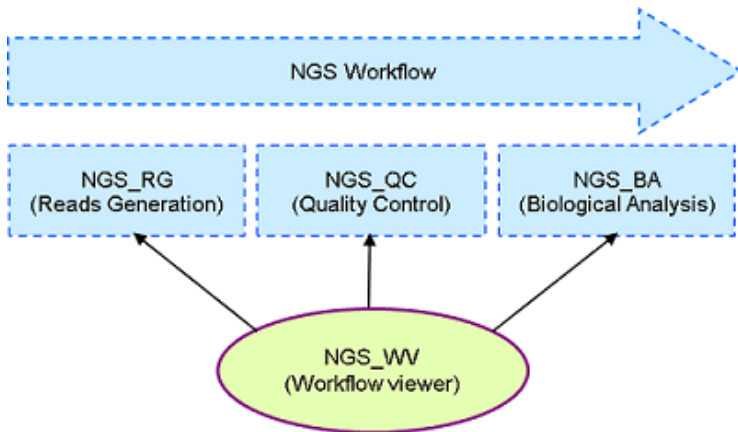 NGS Workflow
NGS_RG
(Reads Generation)
NGS_QC
(Quality Control)
NGS_BA
(Biological Analysis)
NGS_WV
(Workflow viewer)